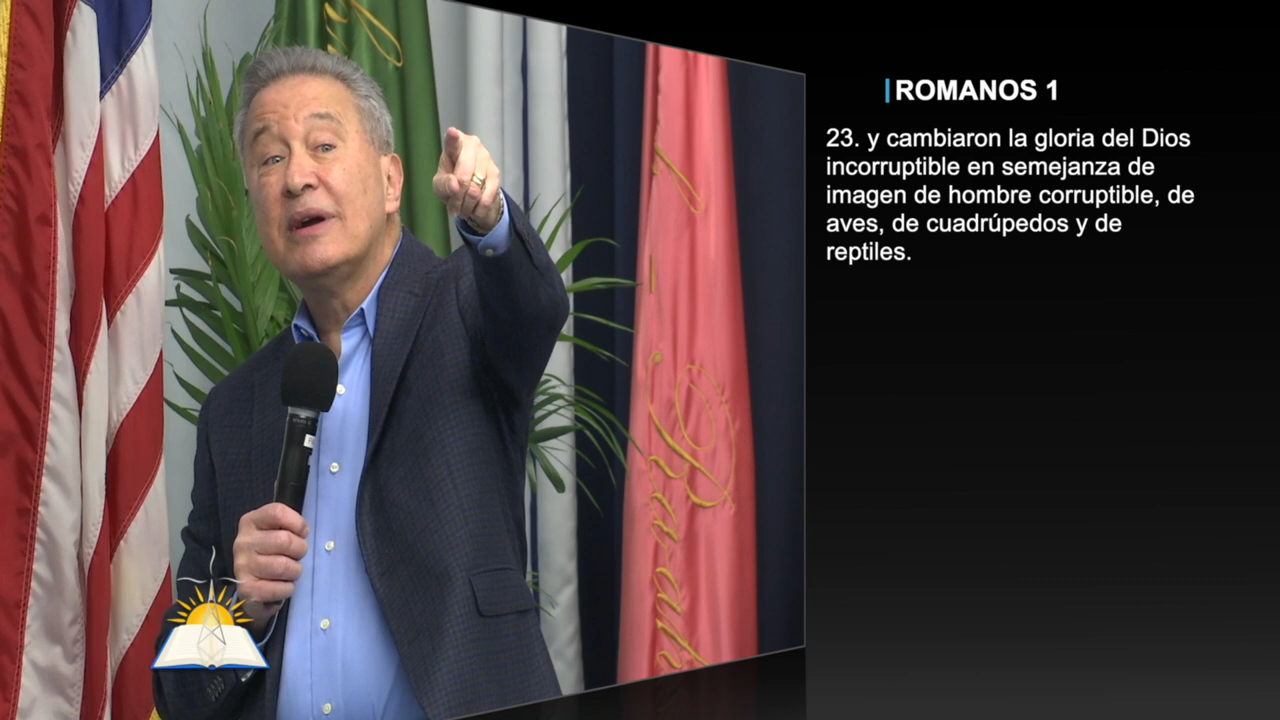 ROMANOS 1
23. y cambiaron la gloria del Dios
incorruptible en semejanza de
imagen de hombre corruptible, de
aves, de cuadrúpedos y de
reptiles.